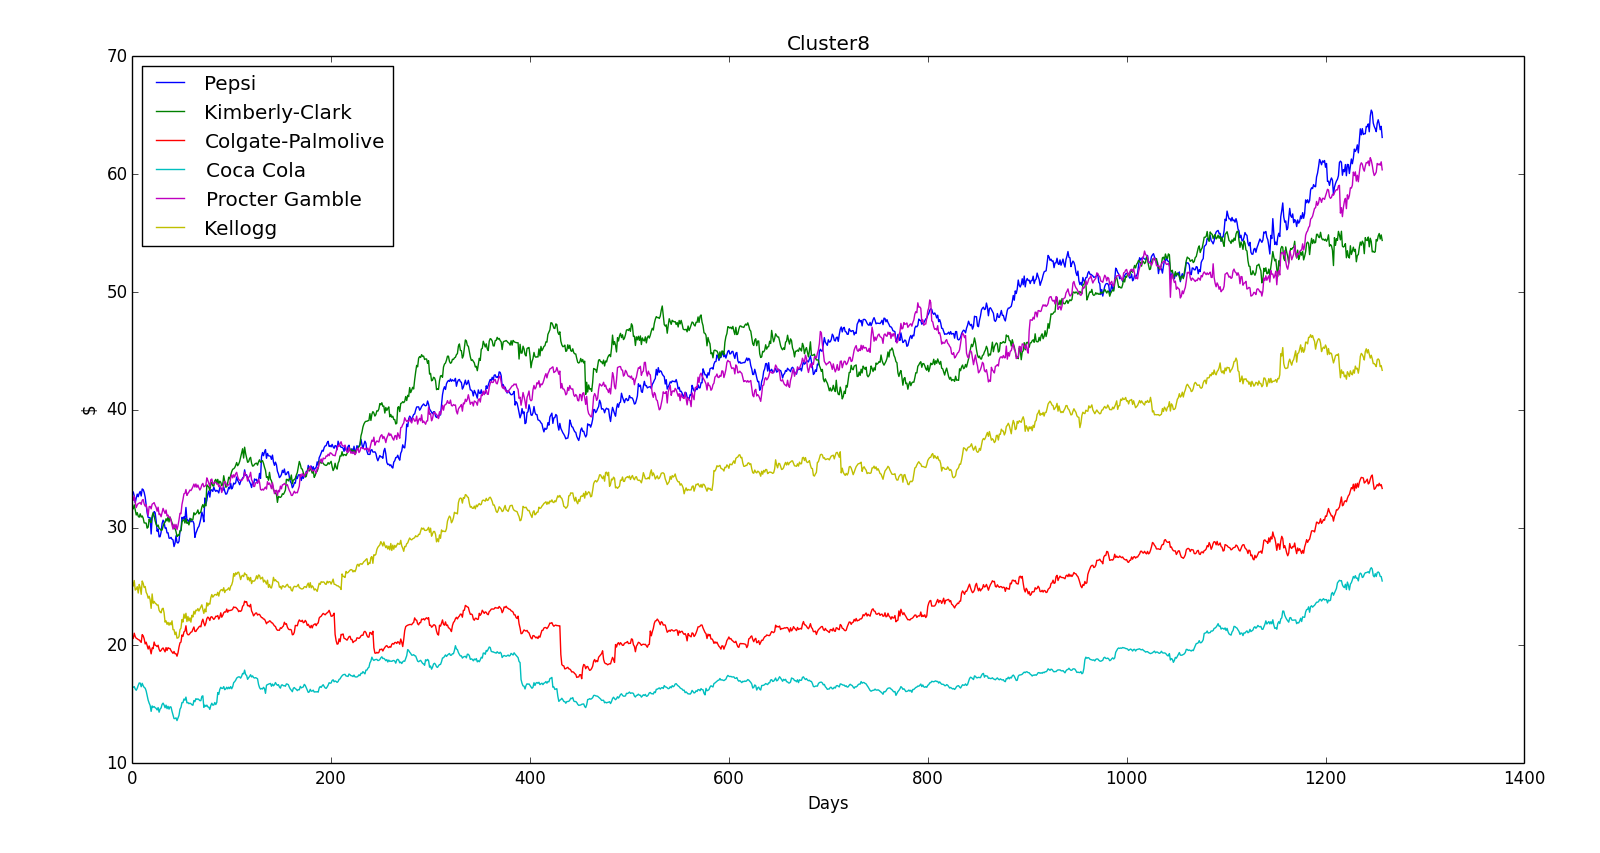 Cluster8
70
60
50
40
30
20
10
$
Pepsi
Kimberly-Clark
Colgate-Palmolive
Coca Cola
Procter Gamble
Kellogg
0 200 400 600 800 1000 1200 1400
Days